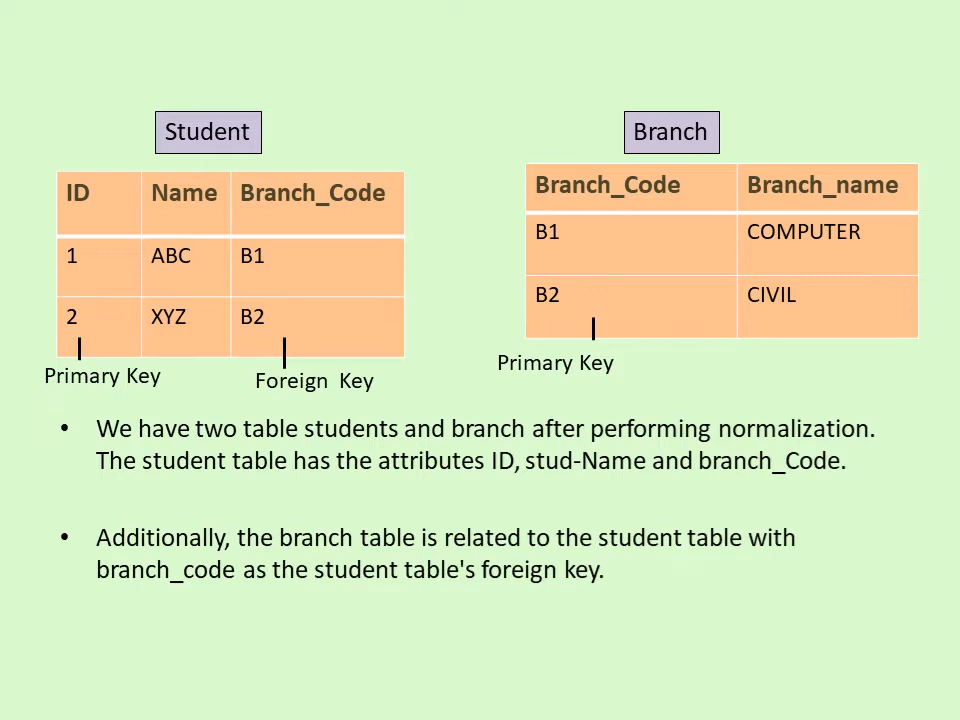 Student
ID Name Branch_Code
1 ABC B1
2 XYZ B2
Primary Key
Foreign Key
Branch
Branch_Code Branch_name
B1 COMPUTER
B2 CIVIL
Primary Key
• We have two table students and branch after performing normalization.
The student table has the attributes ID, stud-Name and branch_Code.
• Additionally, the branch table is related to the student table with
branch_code as the student table's foreign key.